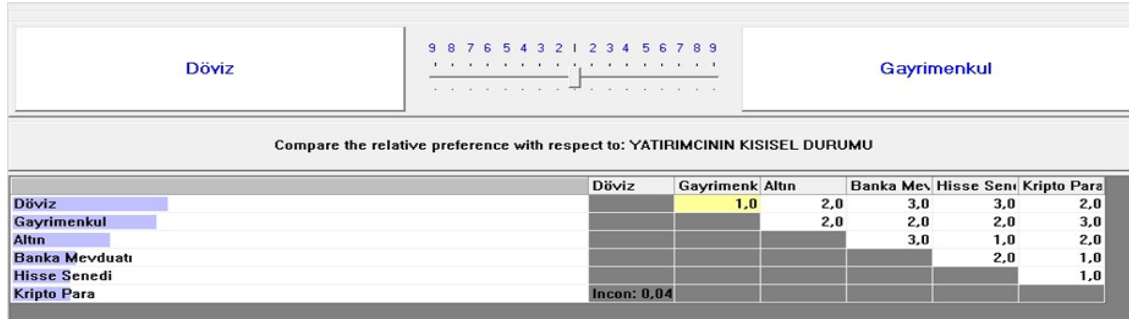 9 8 7 6 5 4 3 2 1 2 3 4 5 6 7 8 9
Döviz Gayrimenkul
Compare the relative preference with respect to: YATIRIMCININ KISISEL DURUMU
Döviz Gayrimenk Altın Banka Mev Hisse Sen Kripto Para
Döviz 1,0 2,0 3,0 3,0 2,0
Gayrimenkul 2,0 2,0 2,0 3,0
Altın 3,0 1,0 2,0
Banka Mevduatı 2,0 1,0
Hisse Senedi 1,0
Kripto Para Incon: 0,04